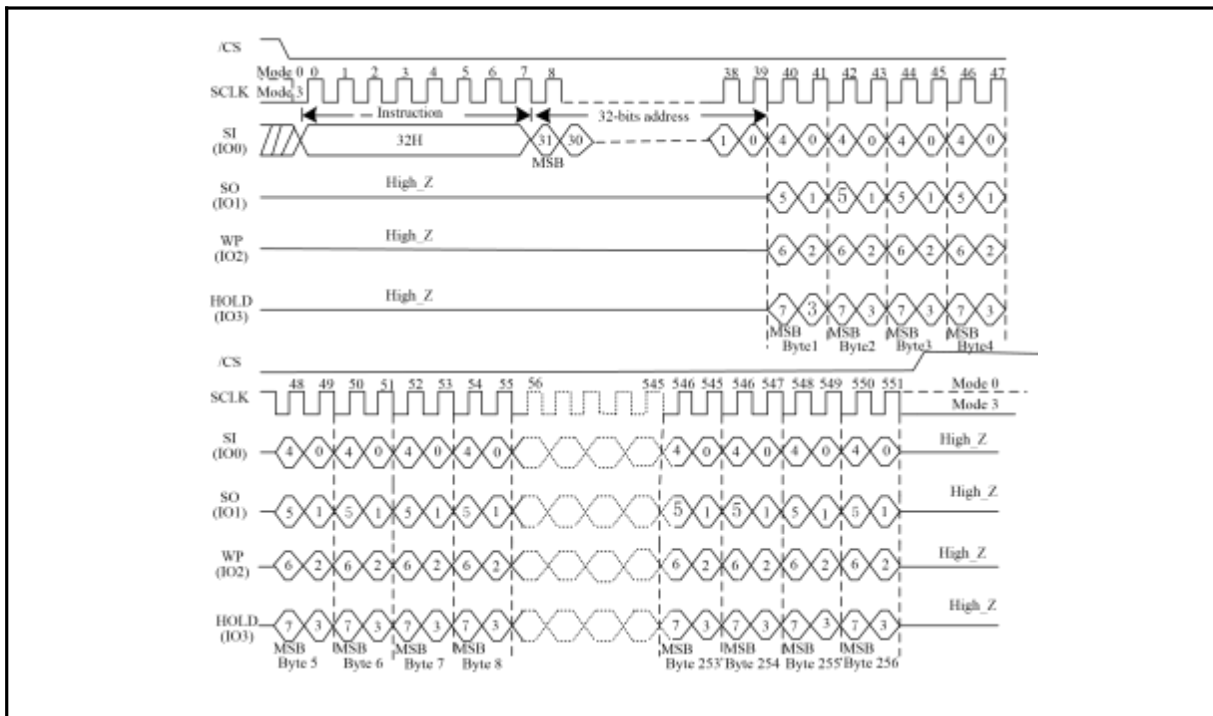 /CS
Mode 0 0 1 2 3 4 5 6 7 8 38 39 40 41 42 43 44 45 46 47
SCLK Mode 3
Instruction 32-bits address
SI
(IO0) 32H 31 30 1 0 4 0 4 0 4 0 4 0
MSB
High_Z
SO
(IO1) 5 1 5 1 5 1 5 1
High_Z
WP
(IO2) 6 2 6 2 6 2 6 2
High_Z
HOLD
(IO3) 7 3 7 3 7 3 7 3
MSB MSB MSB MSB
Byte1 Byte2 Byte3 Byte4
/CS
48 49 50 51 52 53 54 55 56 545 546 545 546 547 548 549 550 551 Mode 0
SCLK
Mode 3
SI
(IO0) 4 0 4 0 4 0 4 0 4 0 4 0 4 0 4 0 High_Z
SO
(IO1) 5 1 5 1 5 1 5 1 5 1 5 1 5 1 5 1 High_Z
WP
(IO2) 6 2 6 2 6 2 6 2 6 2 6 2 6 2 6 2 High_Z
HOLD
(IO3) 7 3 7 3 7 3 7 3 7 3 7 3 7 3 7 3 High_Z
MSB MSB MSB MSB MSB MSB MSB MSB
Byte 5 Byte 6 Byte 7 Byte 8 Byte 253 Byte 254 Byte 255 Byte 256